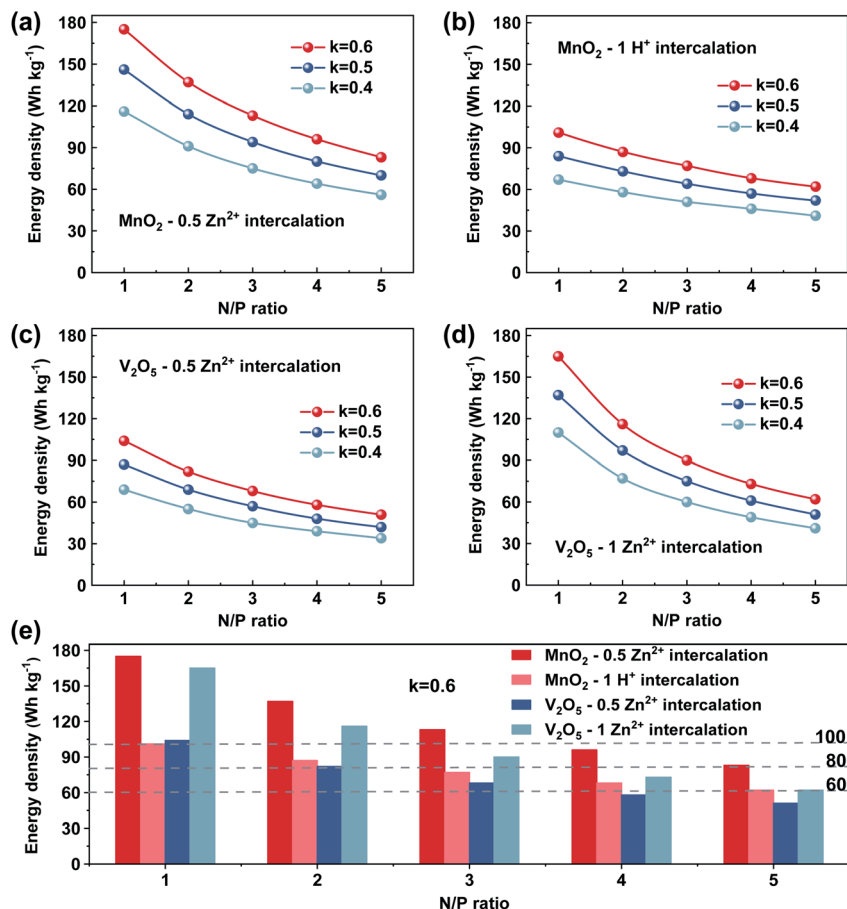 (a)
180
150
120
90
60
30
0
Energy density (Wh kg⁻¹)
k=0.6
k=0.5
k=0.4
MnO₂ - 0.5 Zn²⁺ intercalation
1 2 3 4 5
N/P ratio
(b)
180
150
120
90
60
30
0
Energy density (Wh kg⁻¹)
MnO₂ - 1 H⁺ intercalation
k=0.6
k=0.5
k=0.4
1 2 3 4 5
N/P ratio
(c)
180
150
120
90
60
30
0
Energy density (Wh kg⁻¹)
V₂O₅ - 0.5 Zn²⁺ intercalation
k=0.6
k=0.5
k=0.4
1 2 3 4 5
N/P ratio
(d)
180
150
120
90
60
30
0
Energy density (Wh kg⁻¹)
k=0.6
k=0.5
k=0.4
V₂O₅ - 1 Zn²⁺ intercalation
1 2 3 4 5
N/P ratio
(e)
180
150
120
90
60
30
0
Energy density (Wh kg⁻¹)
k=0.6
MnO₂ - 0.5 Zn²⁺ intercalation
MnO₂ - 1 H⁺ intercalation
V₂O₅ - 0.5 Zn²⁺ intercalation
V₂O₅ - 1 Zn²⁺ intercalation
100
80
60
1 2 3 4 5
N/P ratio